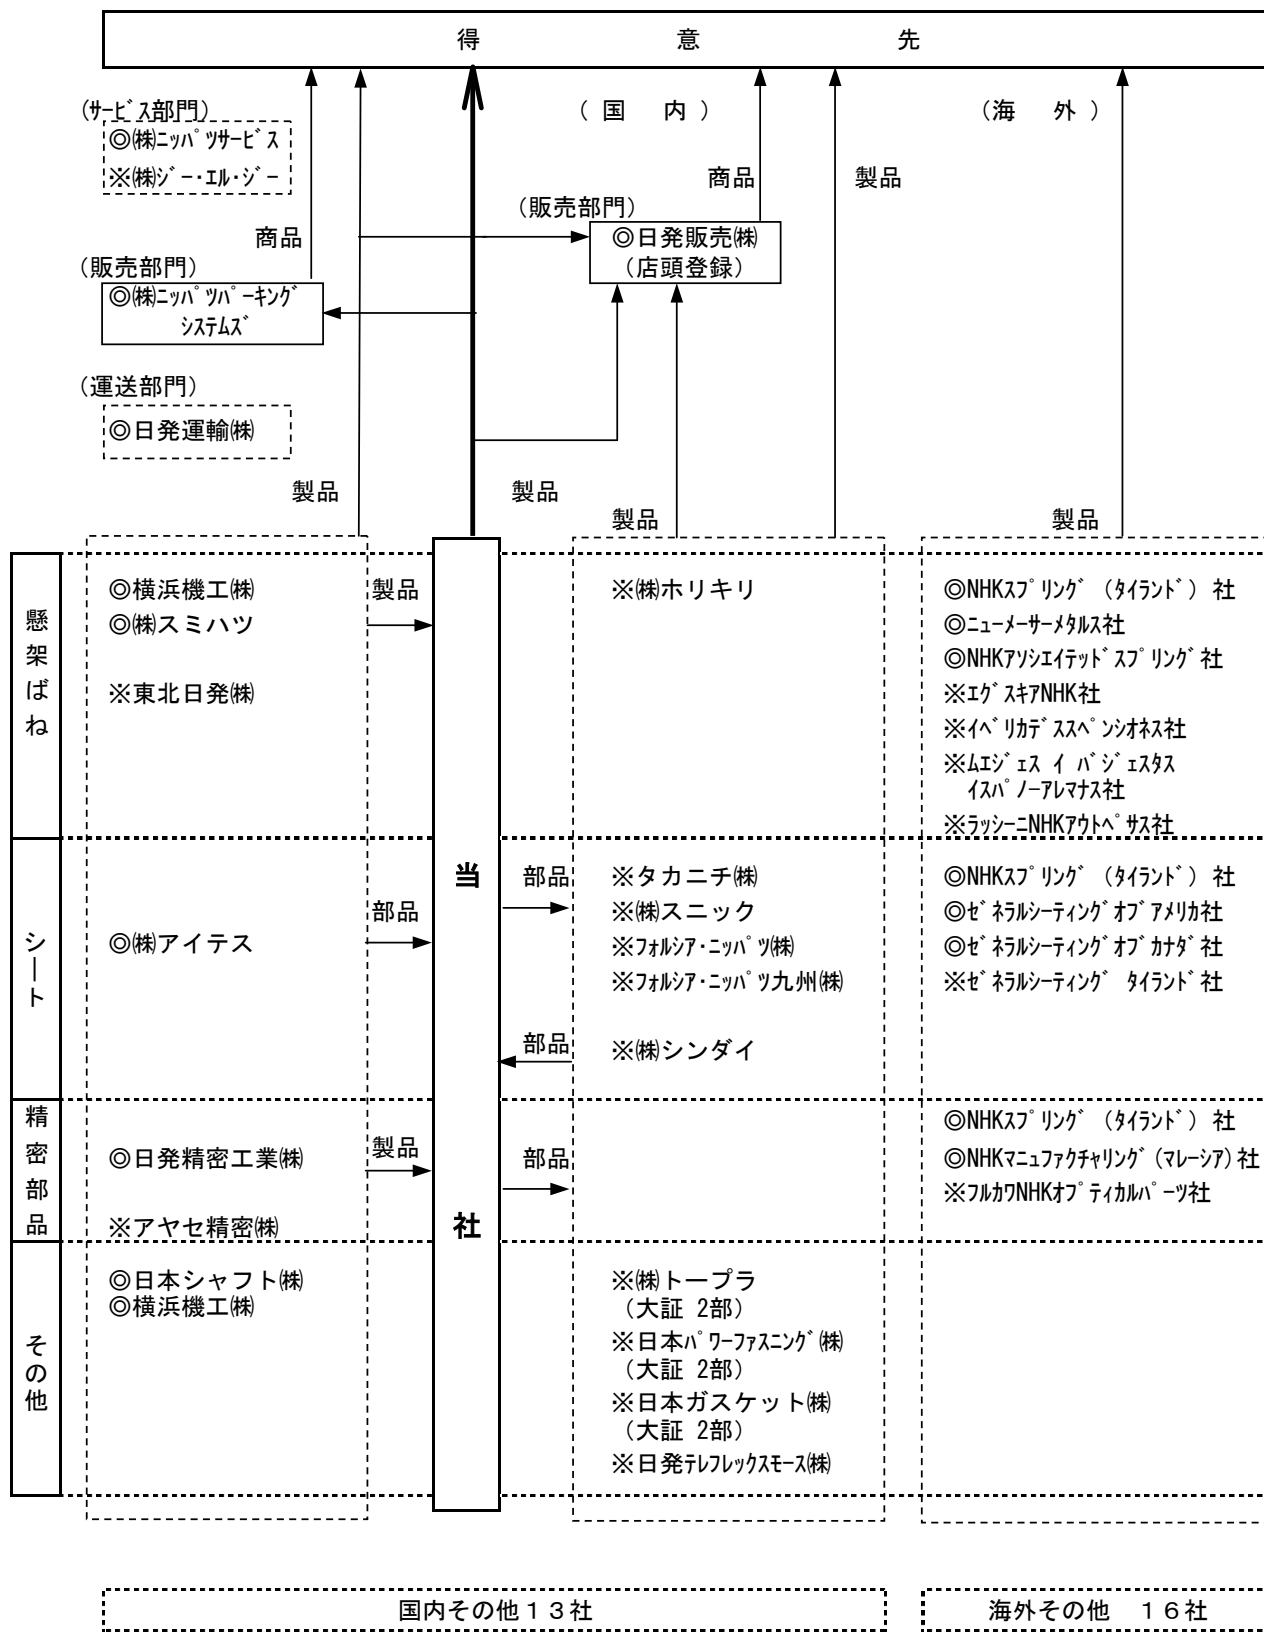 得 意 先
(ｻｰﾋﾞｽ部門)
(国 内)
(海 外)
◎㈱ﾆｯﾊﾟﾂｻｰﾋﾞｽ
※㈱ｼﾞｰ･ｴﾙ･ｼﾞｰ
商品
製品
(販売部門)
商品
◎日発販売㈱
(店頭登録)
(販売部門)
◎㈱ﾆｯﾊﾟﾂﾊﾟｰｷﾝｸﾞ
ｼｽﾃﾑｽﾞ
(運送部門)
◎日発運輸㈱
製品
製品
製品
製品
懸架ばね
◎横浜機工㈱
◎㈱スミハツ
※東北日発㈱
製品
※㈱ホリキリ
◎NHKｽﾌﾟﾘﾝｸﾞ (ﾀｲﾗﾝﾄﾞ) 社
◎ﾆｭｰﾒｰｻｰﾒﾀﾙｽ社
◎NHKｱｿｼｴｲﾃｯﾄﾞｽﾌﾟﾘﾝｸﾞ社
※ｴｸﾞｽｷｱNHK社
※ｲﾍﾞﾘｶﾃﾞｽｽﾍﾟﾝｼｵﾈｽ社
※ﾑｴｼﾞｪｽ ｲ ﾊﾞｼﾞｪｽﾀｽ
ｲｽﾊﾟﾉｰｱﾚﾏﾅｽ社
※ﾗｯｼｰﾆNHKｱｳﾄﾍﾟｻｽ社
当
社
シート
◎㈱アイテス
部品
部品
※タカニチ㈱
※㈱スニック
※ﾌｫﾙｼｱ･ﾆｯﾊﾟﾂ㈱
※ﾌｫﾙｼｱ･ﾆｯﾊﾟﾂ九州㈱
部品
※㈱シンダイ
◎NHKｽﾌﾟﾘﾝｸﾞ (ﾀｲﾗﾝﾄﾞ) 社
◎ｾﾞﾈﾗﾙｼｰﾃｨﾝｸﾞｵﾌﾞｱﾒﾘｶ社
◎ｾﾞﾈﾗﾙｼｰﾃｨﾝｸﾞｵﾌﾞｶﾅﾀﾞ社
※ｾﾞﾈﾗﾙｼｰﾃｨﾝｸﾞ ﾀｲﾗﾝﾄﾞ社
精密部品
◎日発精密工業㈱
※アヤセ精密㈱
製品
部品
◎NHKｽﾌﾟﾘﾝｸﾞ (ﾀｲﾗﾝﾄﾞ) 社
◎NHKﾏﾆｭﾌｧｸﾁｬﾘﾝｸﾞ(ﾏﾚｰｼｱ)社
※ﾌﾙｶﾜNHKｵﾌﾟﾃｨｶﾙﾊﾟｰﾂ社
その他
◎日本シャフト㈱
◎横浜機工㈱
※㈱トープラ
(大証 2部)
※日本ﾊﾟﾜｰﾌｧｽﾆﾝｸﾞ㈱
(大証 2部)
※日本ガスケット㈱
(大証 2部)
※日発ﾃﾚﾌﾚｯｸｽﾓｰｽ㈱
国内その他１３社
海外その他　１６社